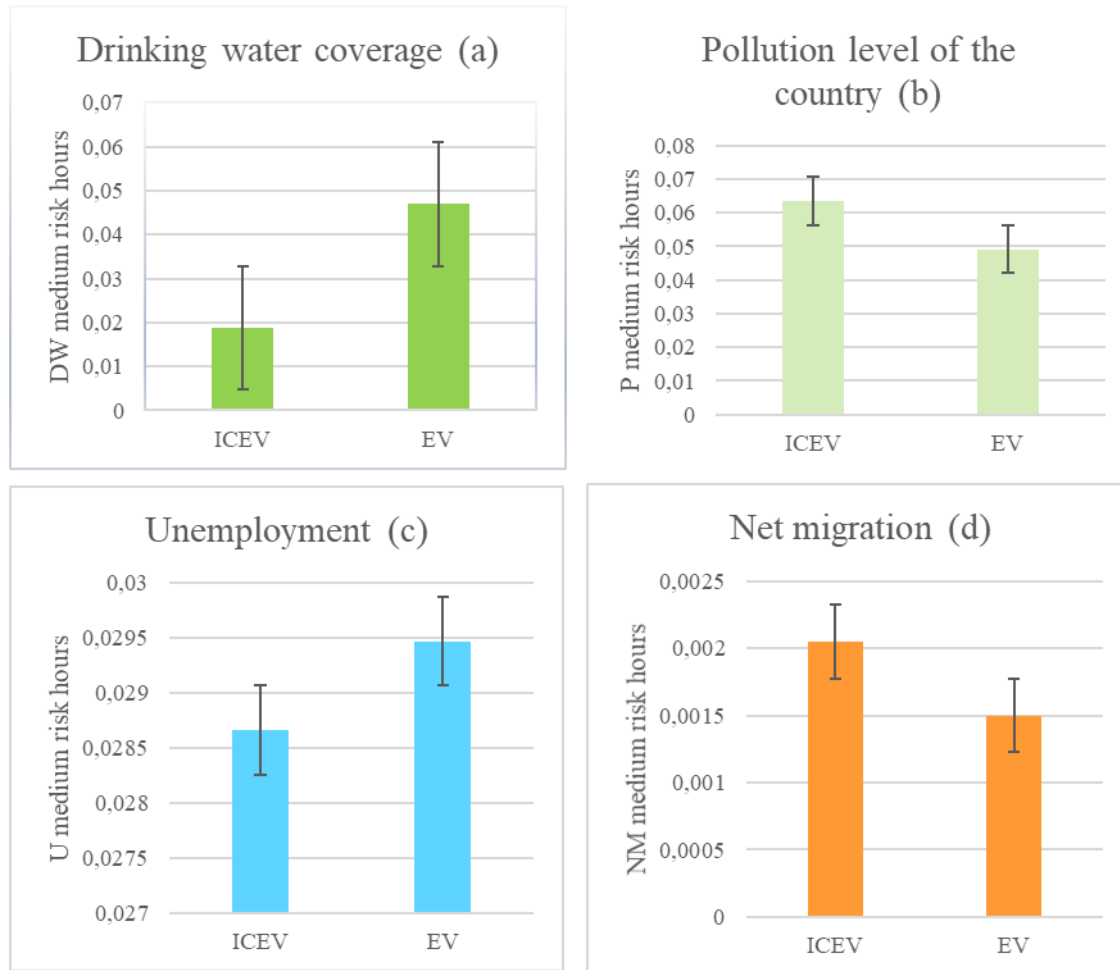 Drinking water coverage (a)
DW medium risk hours
0,07
0,06
0,05
0,04
0,03
0,02
0,01
0
ICEV EV
Pollution level of the
country (b)
P medium risk hours
0,08
0,07
0,06
0,05
0,04
0,03
0,02
0,01
0
ICEV EV
Unemployment (c)
U medium risk hours
0,03
0,0295
0,029
0,0285
0,028
0,0275
0,027
ICEV EV
Net migration (d)
NM medium risk hours
0,0025
0,002
0,0015
0,001
0,0005
0
ICEV EV